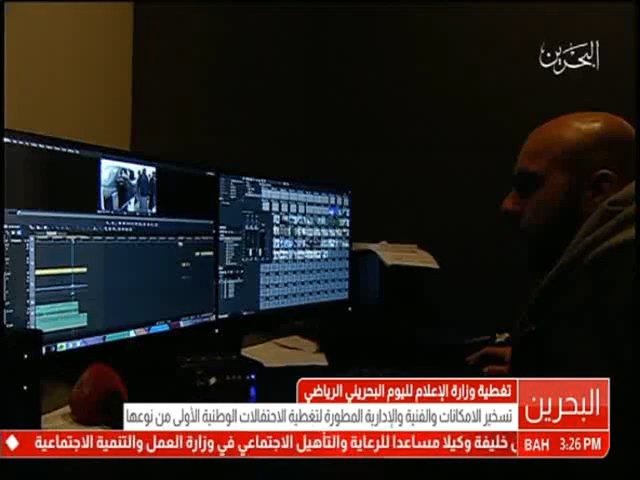 البحرين
تغطية وزارة الإعلام لليوم البحريني الرياضي
تسخير الامكانات والفنية والإدارية المطورة لتغطية الاحتفالات الوطنية الأولى من نوعها
البحرين
BAH 3:26 PM
خليفة وكيلا مساعدا للرعاية والتأهيل الاجتماعي في وزارة العمل والتنمية الاجتماعية